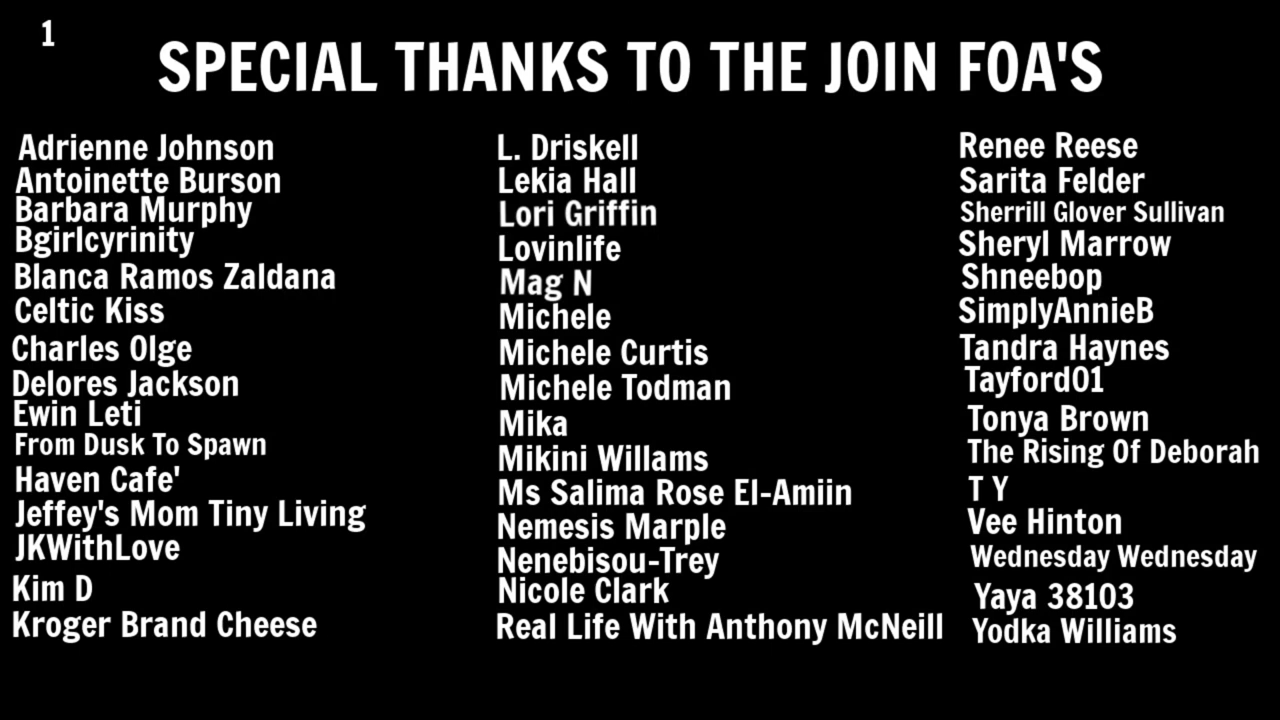 1
SPECIAL THANKS TO THE JOIN FOA'S
Adrienne Johnson
Antoinette Burson
Barbara Murphy
Bgirlcyrinity
Blanca Ramos Zaldana
Celtic Kiss
Charles Olge
Delores Jackson
Ewin Leti
From Dusk To Spawn
Haven Cafe'
Jeffey's Mom Tiny Living
JKWithLove
Kim D
Kroger Brand Cheese
L. Driskell
Lekia Hall
Lori Griffin
Lovinlife
Mag N
Michele
Michele Curtis
Michele Todman
Mika
Mikini Willams
Ms Salima Rose El-Amiin
Nemesis Marple
Nenebisou-Trey
Nicole Clark
Real Life With Anthony McNeill
Renee Reese
Sarita Felder
Sherrill Glover Sullivan
Sheryl Marrow
Shneebop
SimplyAnnieB
Tandra Haynes
Tayford01
Tonya Brown
The Rising Of Deborah
T Y
Vee Hinton
Wednesday Wednesday
Yaya 38103
Yodka Williams